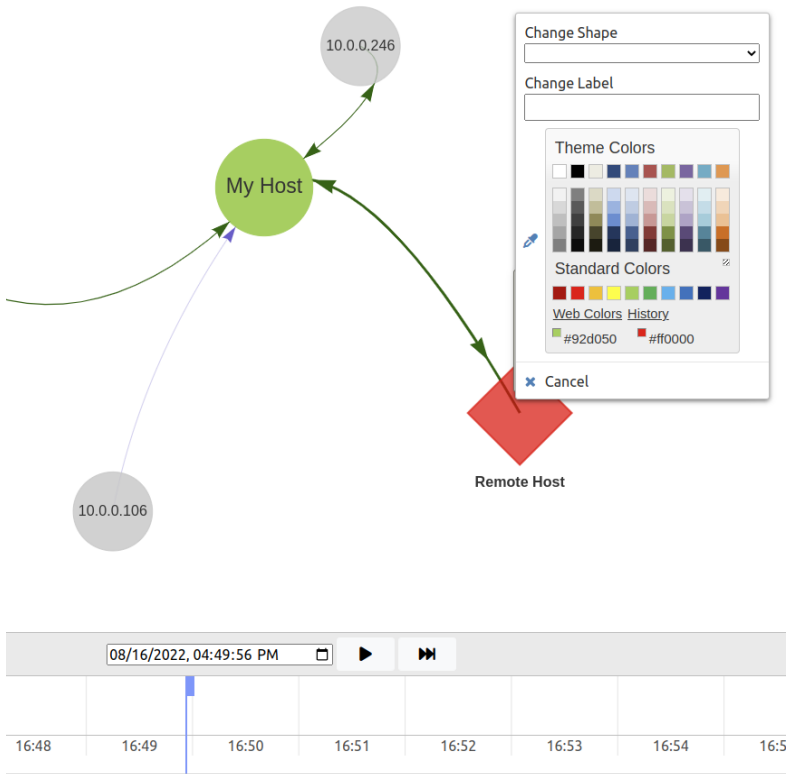 10.0.0.246
My Host
10.0.0.106
Remote Host
Change Shape
Change Label
Theme Colors
Standard Colors
Web Colors History
#92d050 #ff0000
Cancel
08/16/2022, 04:49:56 PM
16:48 16:49 16:50 16:51 16:52 16:53 16:54 16:5